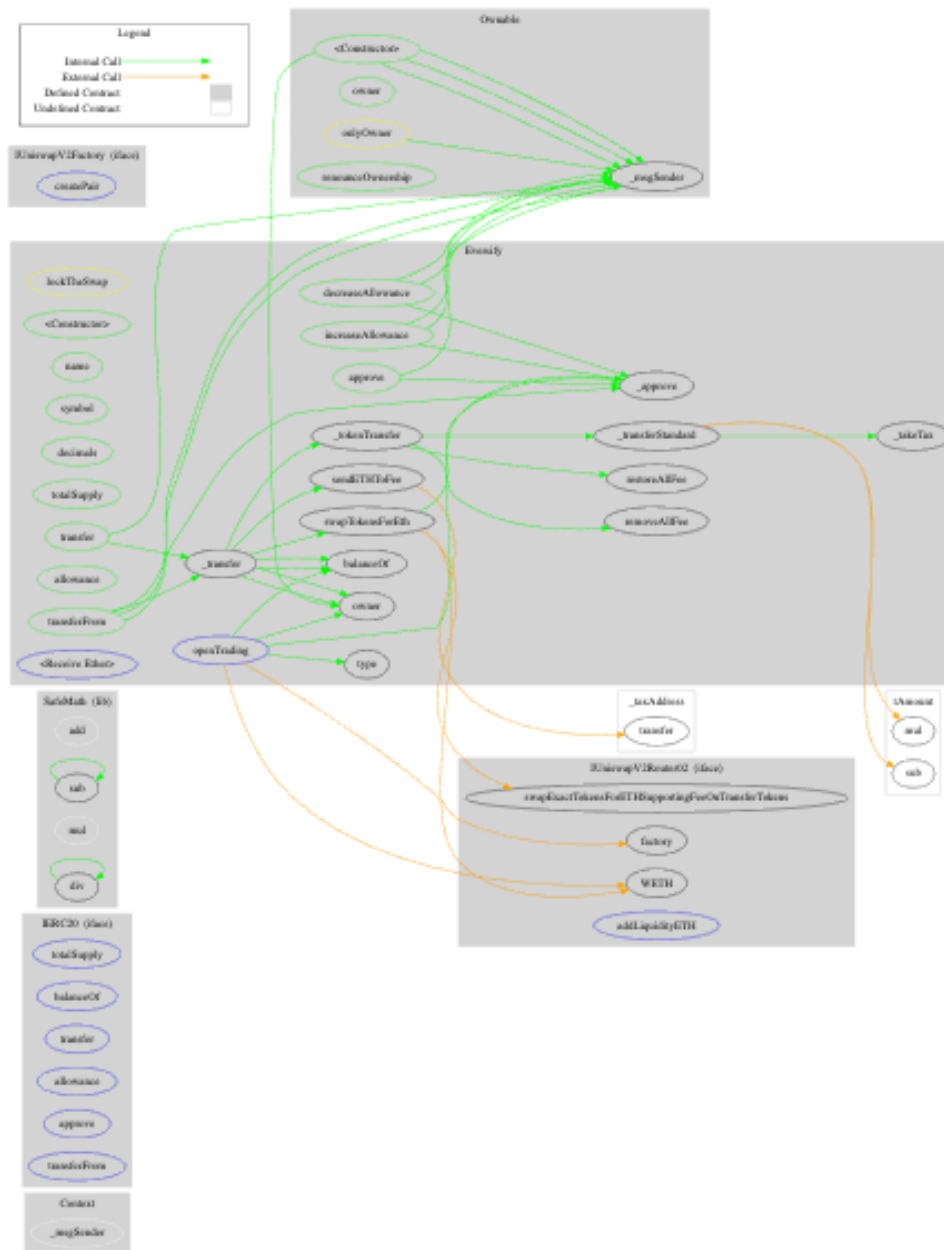 Legend
Internal Call
External Call
Defined Contract
Undefined Contract
Ownable
<Constructor>
owner
onlyOwner
renounceOwnership
_msgSender
IUniswapV2Factory (iface)
createPair
lockTheSwap
<Constructor>
name
symbol
decimals
totalSupply
transfer
allowance
transferFrom
<Receive Ether>
decreaseAllowance
increaseAllowance
approve
_approve
_tokenTransfer
_transferStandard
_takeTax
sendETHToFee
restoreAllFee
swapTokensForEth
removeAllFee
_transfer
balanceOf
owner
openTrading
type
SafeMath (lib)
add
sub
mul
div
_taxAddress
transfer
tAmount
mul
sub
IUniswapV2Router02 (iface)
swapExactTokensForETHSupportingFeeOnTransferTokens
factory
WETH
addLiquidityETH
IERC20 (iface)
totalSupply
balanceOf
transfer
allowance
approve
transferFrom
Context
_msgSender